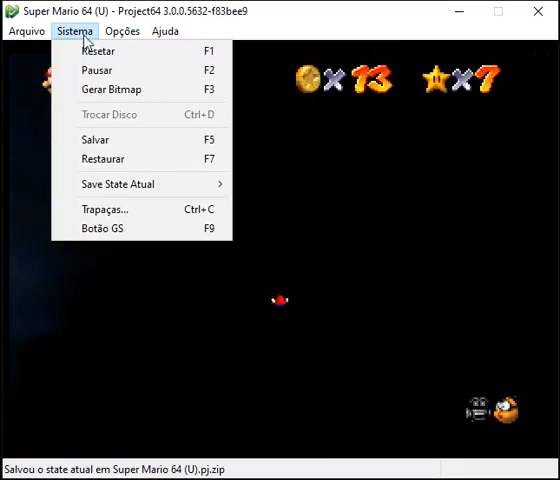 Super Mario 64 (U) - Project64 3.0.0.5632-f83bee9
Arquivo Sistema Opções Ajuda
Resetar F1
Pausar F2
Gerar Bitmap F3
Trocar Disco Ctrl+D
Salvar F5
Restaurar F7
Save State Atual
Trapaças... Ctrl+C
Botão GS F9
×13 ×7
Salvou o state atual em Super Mario 64 (U).pj.zip